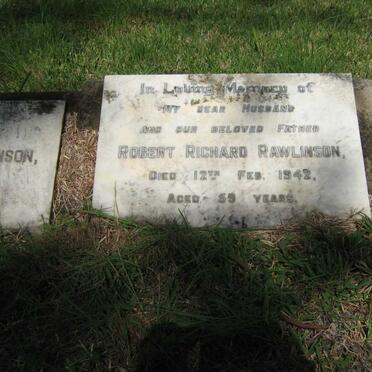 In Loving Memory of
MY DEAR HUSBAND
AND OUR BELOVED FATHER
ROBERT RICHARD RAWLINSON,
DIED 12TH FEB. 1942,
AGED 59 YEARS.
NSON,